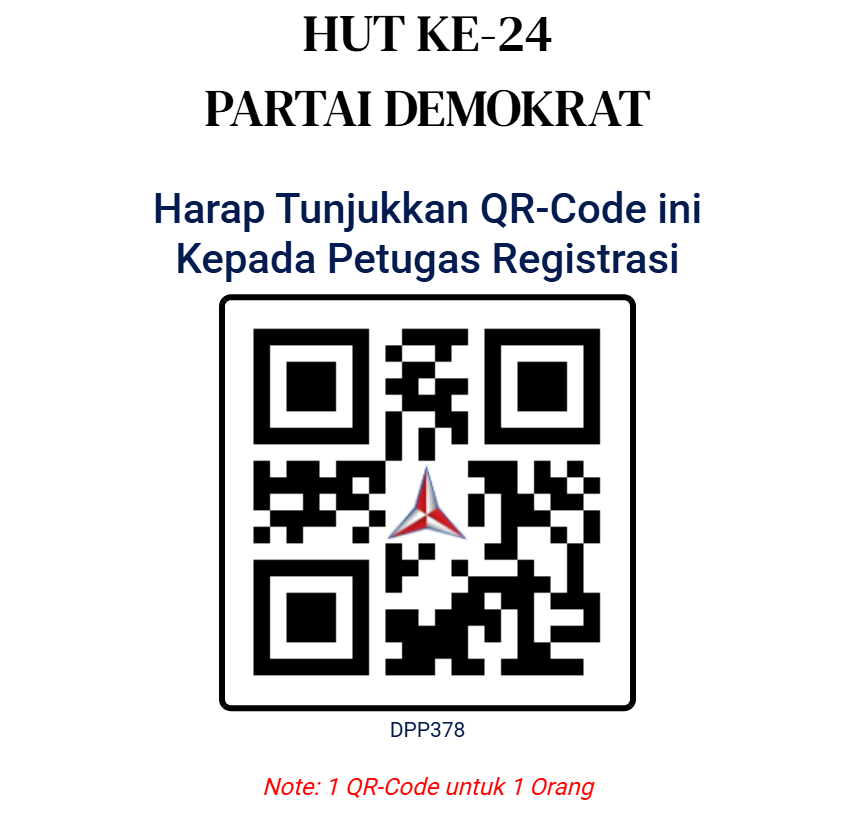 HUT KE-24
PARTAI DEMOKRAT
Harap Tunjukkan QR-Code ini
Kepada Petugas Registrasi
DPP378
Note: 1 QR-Code untuk 1 Orang